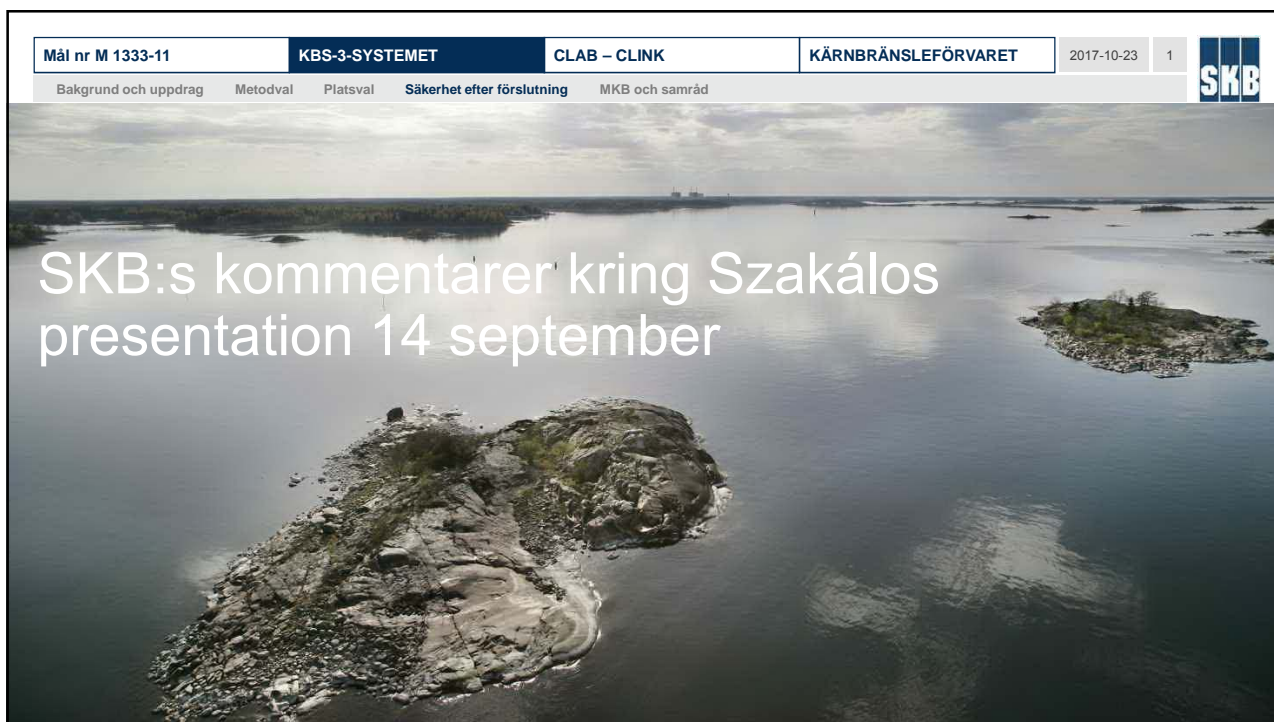 Mål nr M 1333-11 KBS-3-SYSTEMET CLAB – CLINK KÄRNBRÄNSLEFÖRVARET 2017-10-23 1
SKB
Bakgrund och uppdrag Metodval Platsval Säkerhet efter förslutning MKB och samråd
SKB:s kommentarer kring Szakálos
presentation 14 september